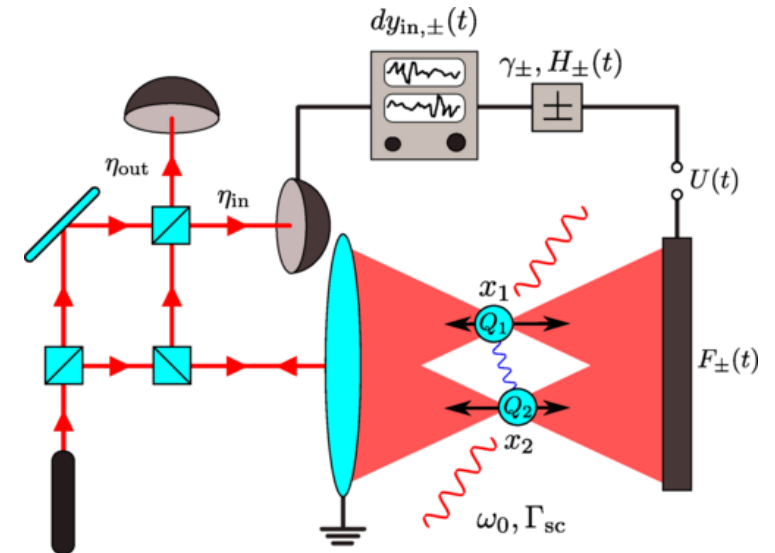 dy_{in,±}(t)
γ_±, H_±(t)
±
η_out
η_in
U(t)
x_1
Q_1
F_±(t)
Q_2
x_2
ω_0, Γ_sc